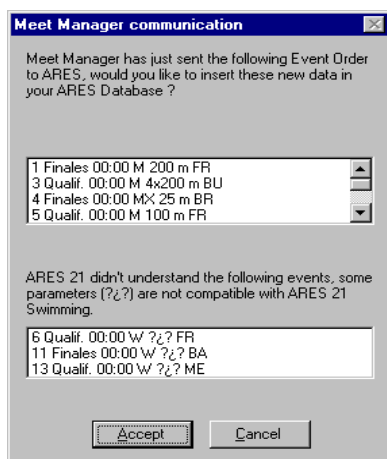 Meet Manager communication
Meet Manager has just sent the following Event Order
to ARES, would you like to insert these new data in
your ARES Database ?
1 Finales 00:00 M 200 m FR
3 Qualif. 00:00 M 4x200 m BU
4 Finales 00:00 MX 25 m BR
5 Qualif. 00:00 M 100 m FR
ARES 21 didn't understand the following events, some
parameters (?¿?) are not compatible with ARES 21
Swimming.
6 Qualif. 00:00 W ?¿? FR
11 Finales 00:00 W ?¿? BA
13 Qualif. 00:00 W ?¿? ME
Accept Cancel